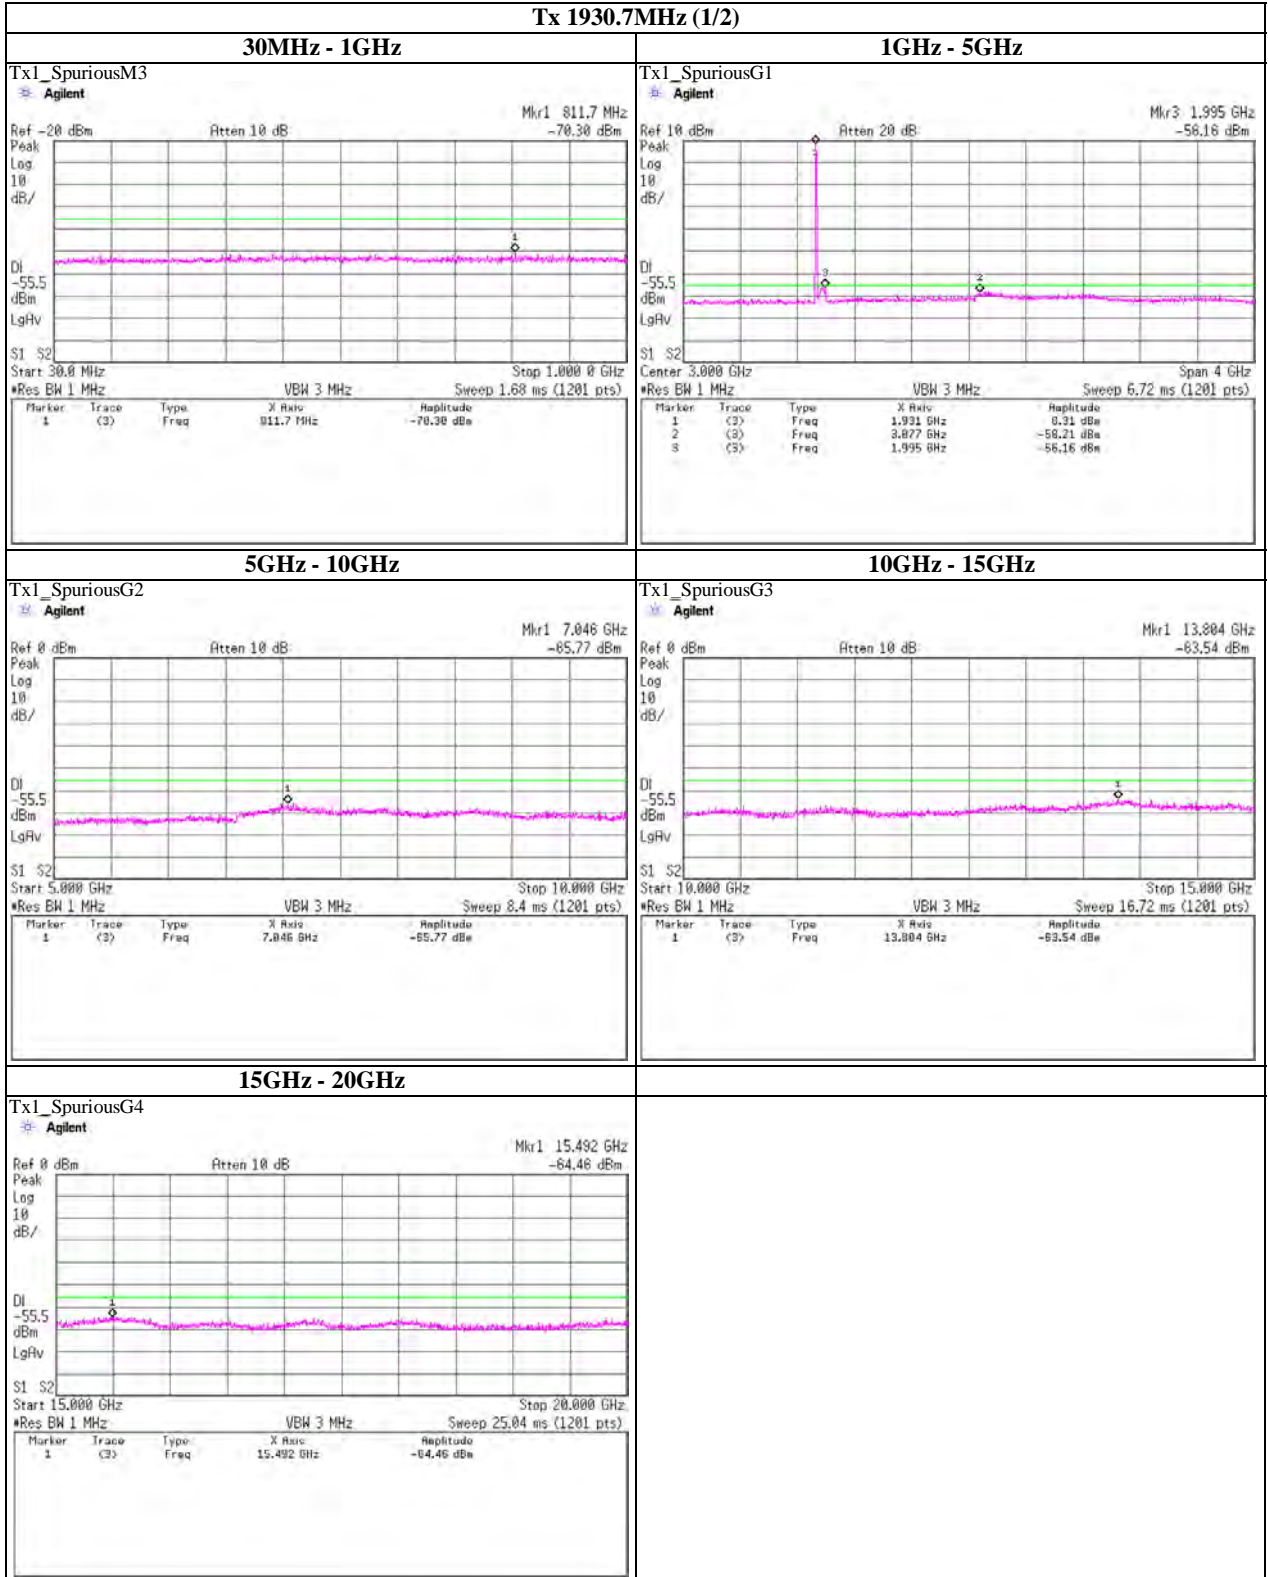 Tx 1930.7MHz (1/2)
30MHz - 1GHz
Tx1_SpuriousM3
Agilent
Mkr1 811.7 MHz
Ref -20 dBm Atten 10 dB -70.30 dBm
Peak
Log
10
dB/
1
DI
-55.5
dBm
LgAv
S1 S2
Start 30.0 MHz Stop 1.000 0 GHz
#Res BW 1 MHz VBW 3 MHz Sweep 1.68 ms (1201 pts)
Marker Trace Type X Axis Amplitude
1 (3) Freq 811.7 MHz -70.30 dBm
1GHz - 5GHz
Tx1_SpuriousG1
Agilent
Mkr3 1.995 GHz
Ref 10 dBm Atten 20 dB -56.16 dBm
Peak
Log
10
dB/
1
3
2
DI
-55.5
dBm
LgAv
S1 S2
Center 3.000 GHz Span 4 GHz
#Res BW 1 MHz VBW 3 MHz Sweep 6.72 ms (1201 pts)
Marker Trace Type X Axis Amplitude
1 (3) Freq 1.931 GHz 8.31 dBm
2 (3) Freq 3.077 GHz -58.21 dBm
3 (3) Freq 1.995 GHz -56.16 dBm
5GHz - 10GHz
Tx1_SpuriousG2
Agilent
Mkr1 7.046 GHz
Ref 0 dBm Atten 10 dB -65.77 dBm
Peak
Log
10
dB/
1
DI
-55.5
dBm
LgAv
S1 S2
Start 5.000 GHz Stop 10.000 GHz
#Res BW 1 MHz VBW 3 MHz Sweep 8.4 ms (1201 pts)
Marker Trace Type X Axis Amplitude
1 (3) Freq 7.046 GHz -65.77 dBm
10GHz - 15GHz
Tx1_SpuriousG3
Agilent
Mkr1 13.804 GHz
Ref 0 dBm Atten 10 dB -63.54 dBm
Peak
Log
10
dB/
1
DI
-55.5
dBm
LgAv
S1 S2
Start 10.000 GHz Stop 15.000 GHz
#Res BW 1 MHz VBW 3 MHz Sweep 16.72 ms (1201 pts)
Marker Trace Type X Axis Amplitude
1 (3) Freq 13.804 GHz -63.54 dBm
15GHz - 20GHz
Tx1_SpuriousG4
Agilent
Mkr1 15.492 GHz
Ref 0 dBm Atten 10 dB -64.46 dBm
Peak
Log
10
dB/
1
DI
-55.5
dBm
LgAv
S1 S2
Start 15.000 GHz Stop 20.000 GHz
#Res BW 1 MHz VBW 3 MHz Sweep 25.04 ms (1201 pts)
Marker Trace Type X Axis Amplitude
1 (3) Freq 15.492 GHz -64.46 dBm